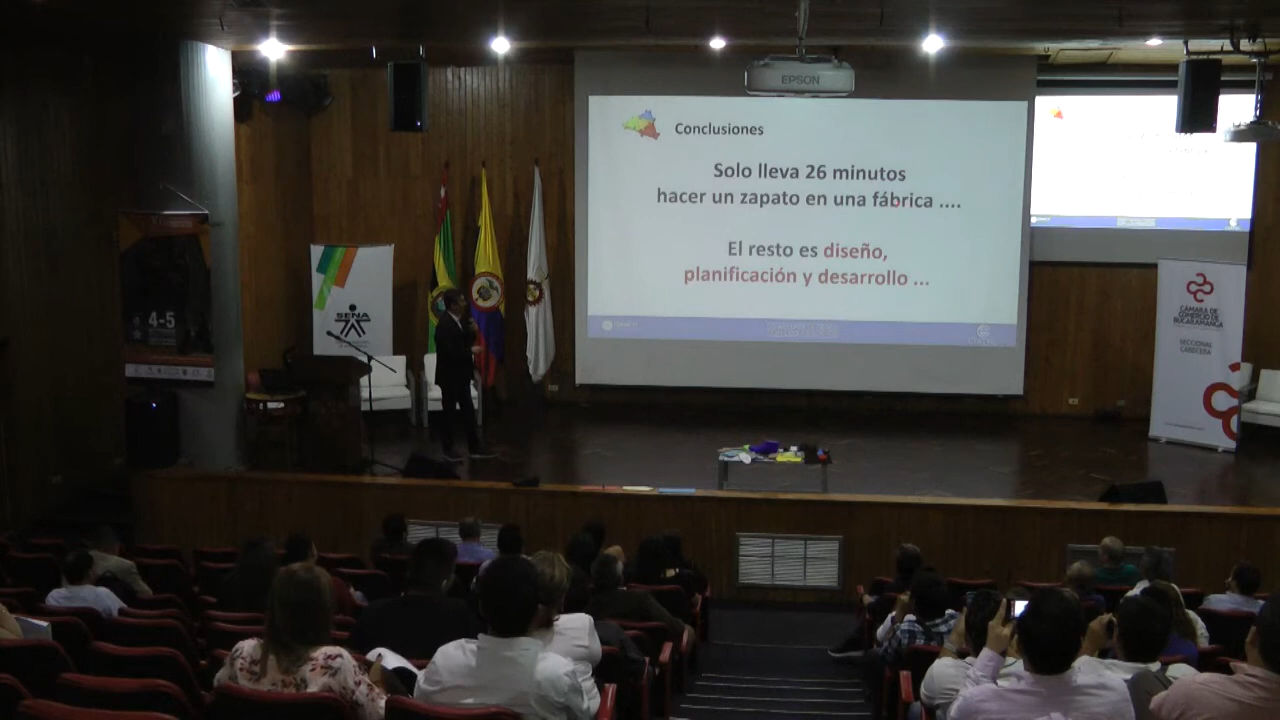 EPSON
Conclusiones
Solo lleva 26 minutos
hacer un zapato en una fábrica ....
El resto es diseño,
planificación y desarrollo ...
SENA
4-5
CÁMARA DE
COMERCIO DE
BUCARAMANGA
SECCIONAL
CABECERA